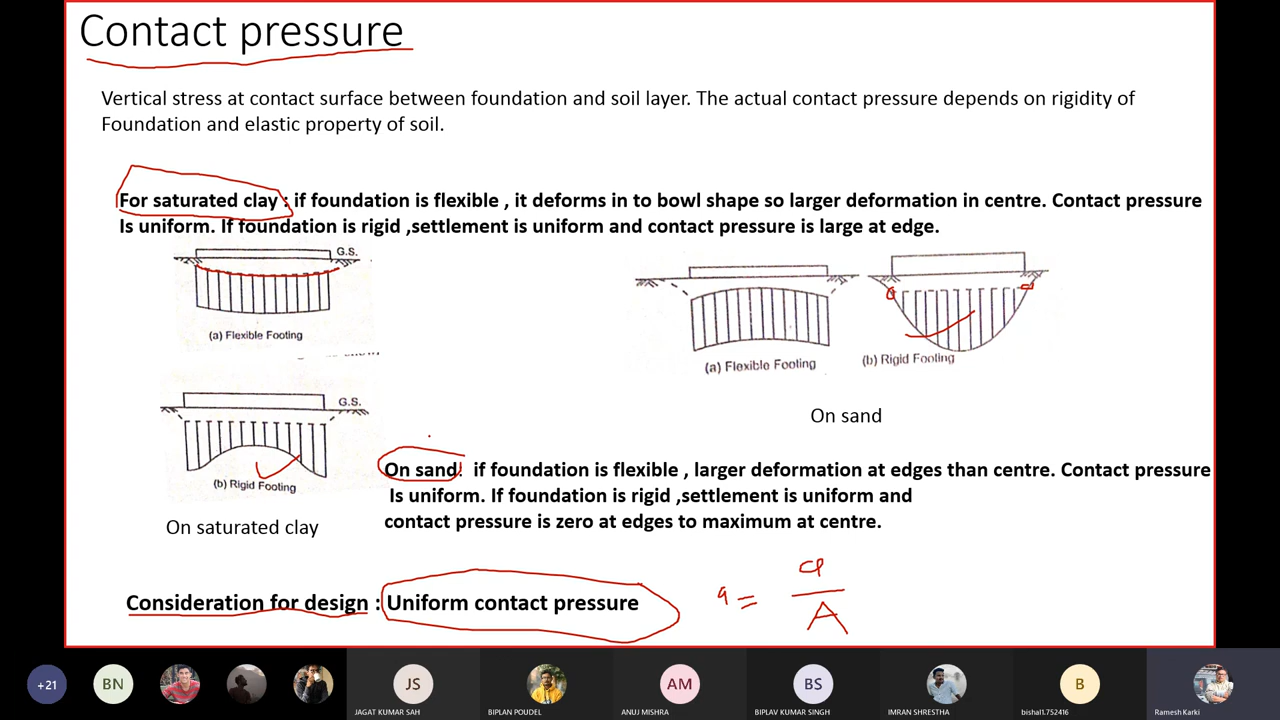 Contact pressure
Vertical stress at contact surface between foundation and soil layer. The actual contact pressure depends on rigidity of
Foundation and elastic property of soil.
For saturated clay : if foundation is flexible , it deforms in to bowl shape so larger deformation in centre. Contact pressure
Is uniform. If foundation is rigid ,settlement is uniform and contact pressure is large at edge.
G.S.
(a) Flexible Footing
(a) Flexible Footing
(b) Rigid Footing
On sand
G.S.
(b) Rigid Footing
On saturated clay
On sand: if foundation is flexible , larger deformation at edges than centre. Contact pressure
Is uniform. If foundation is rigid ,settlement is uniform and
contact pressure is zero at edges to maximum at centre.
Consideration for design : Uniform contact pressure
q =
A
+21
BN
JS
JAGAT KUMAR SAH
BIPLAN POUDEL
AM
ANUJ MISHRA
BS
BIPLAV KUMAR SINGH
IMRAN SHRESTHA
B
bishal1.752416
Ramesh Karki